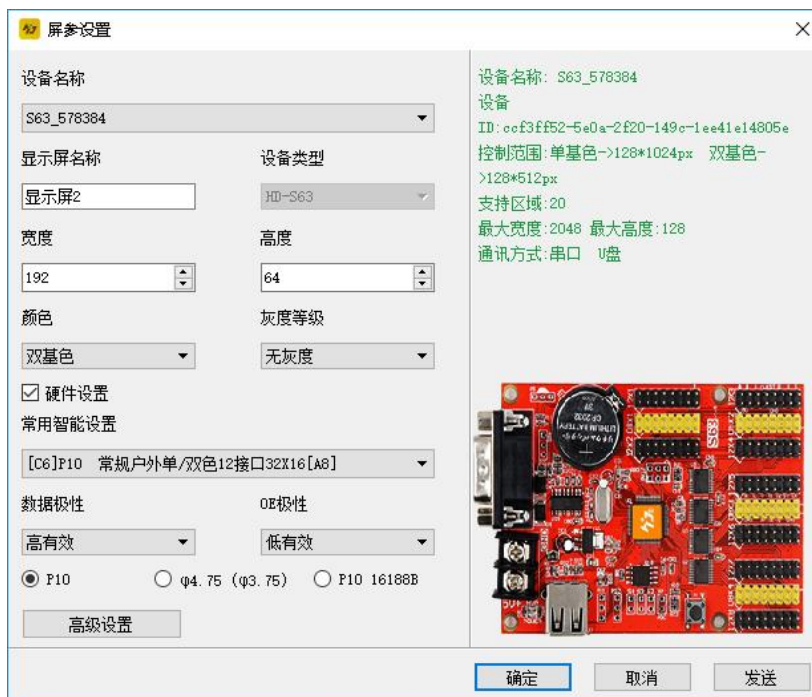 屏参设置
设备名称
S63_578384
显示屏名称 设备类型
显示屏2 HD-S63
宽度 高度
192 64
颜色 灰度等级
双基色 无灰度
硬件设置
常用智能设置
[C6]P10 常规户外单/双色12接口32X16[A8]
数据极性 OE极性
高有效 低有效
P10 φ4.75 (φ3.75) P10 16188B
高级设置
设备名称: S63_578384
设备
ID:ccf3ff52-5e0a-2f20-149c-1ee41e14805e
控制范围:单基色->128*1024px 双基色-
>128*512px
支持区域:20
最大宽度:2048 最大高度:128
通讯方式:串口 U盘
S63
CR2032
LITHIUM BATTERY
确定 取消 发送